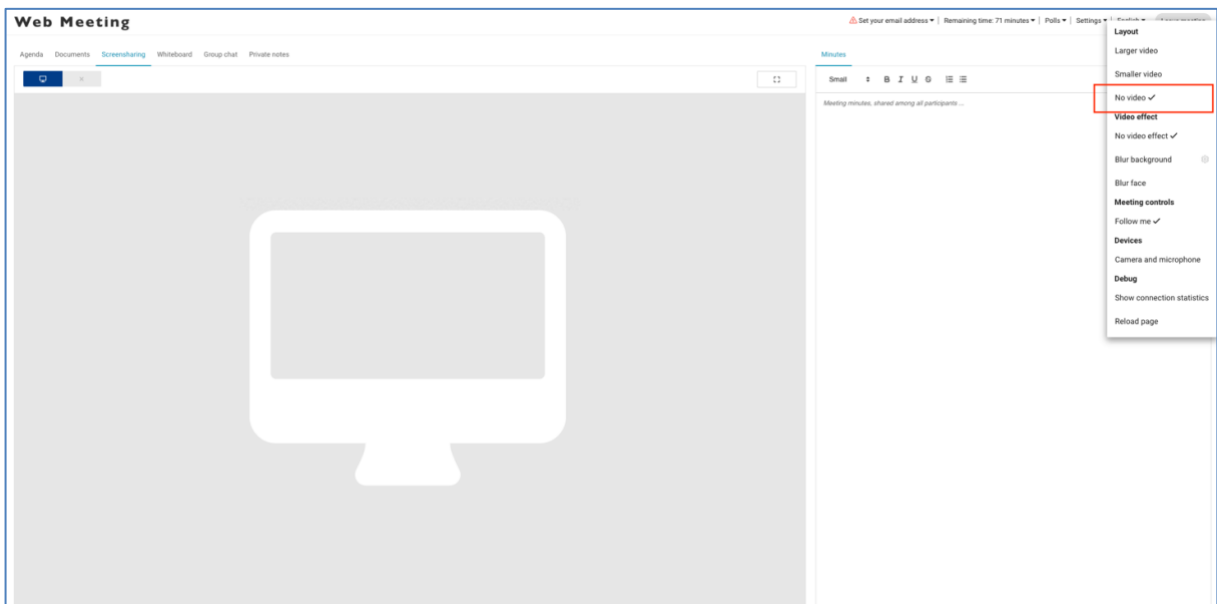 Web Meeting
Set your email address | Remaining time: 71 minutes | Polls | Settings
Agenda Documents Screensharing Whiteboard Group chat Private notes
Minutes
Small B I U S
Meeting minutes, shared among all participants ...
Layout
Larger video
Smaller video
No video ✓
Video effect
No video effect ✓
Blur background
Blur face
Meeting controls
Follow me ✓
Devices
Camera and microphone
Debug
Show connection statistics
Reload page